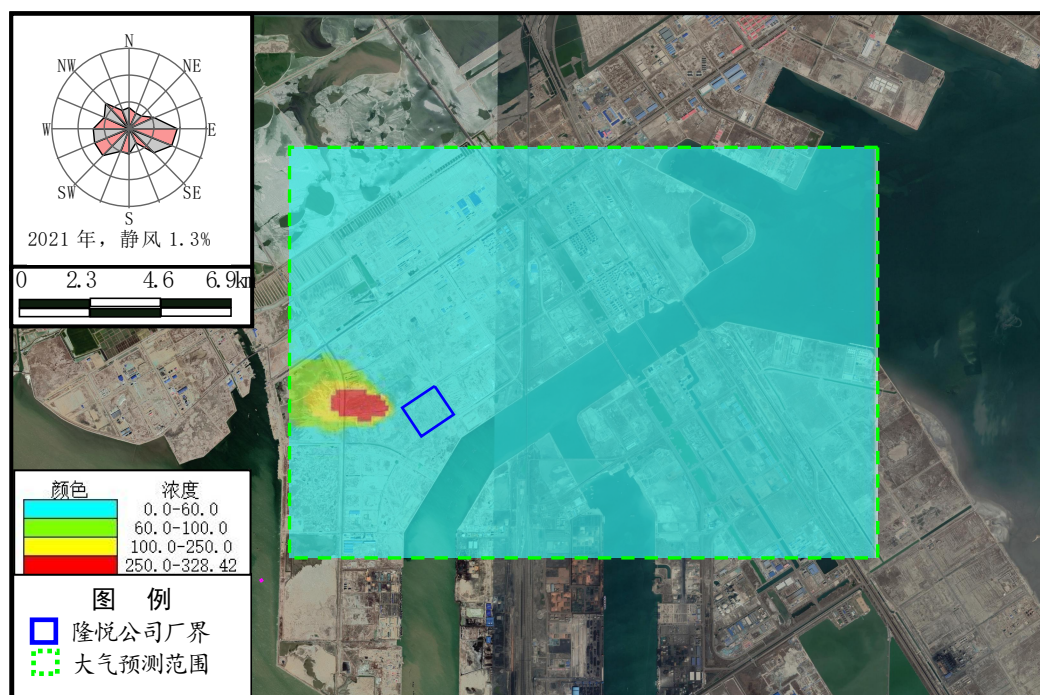 N
NW
NE
W
E
SW
SE
S
2021 年，静风 1.3%
0 2.3 4.6 6.9km
颜色 浓度
0.0-60.0
60.0-100.0
100.0-250.0
250.0-328.42
图 例
隆悦公司厂界
大气预测范围